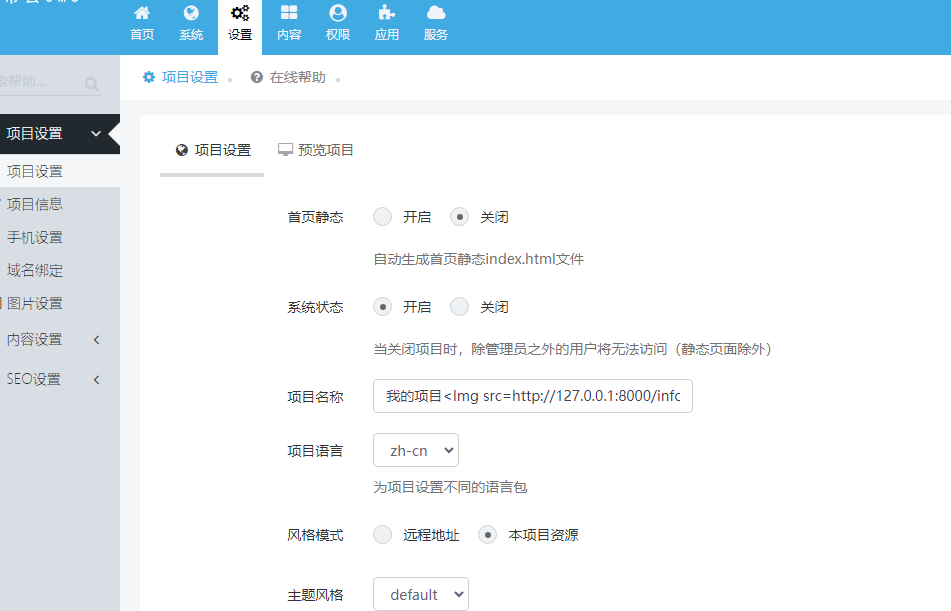 首页 系统 设置 内容 权限 应用 服务
索帮助...
项目设置 在线帮助
项目设置
项目设置
项目信息
手机设置
域名绑定
图片设置
内容设置
SEO设置
项目设置 预览项目
首页静态 开启 关闭
自动生成首页静态index.html文件
系统状态 开启 关闭
当关闭项目时，除管理员之外的用户将无法访问（静态页面除外）
项目名称 我的项目<Img src=http://127.0.0.1:8000/info
项目语言 zh-cn
为项目设置不同的语言包
风格模式 远程地址 本项目资源
主题风格 default